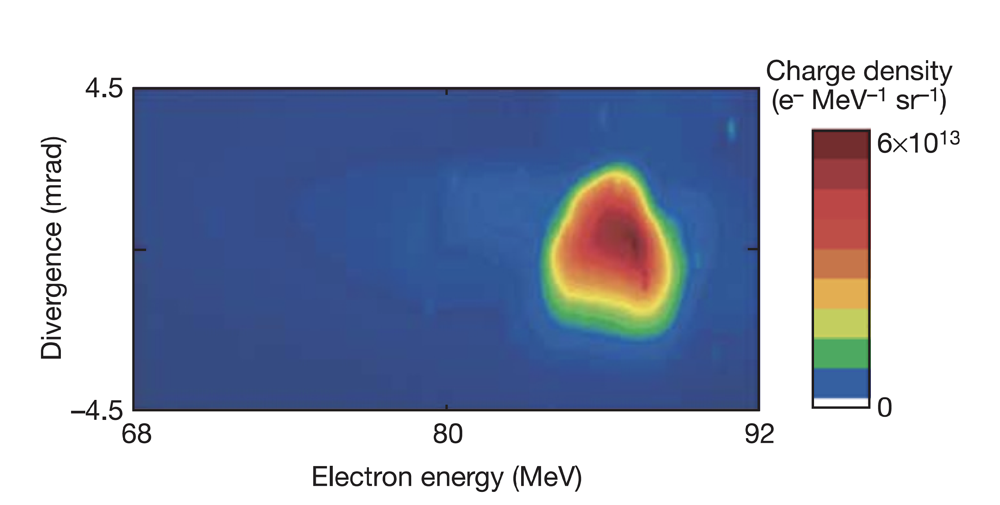 Charge density
(e⁻ MeV⁻¹ sr⁻¹)
4.5
6×10¹³
Divergence (mrad)
−4.5
0
68 80 92
Electron energy (MeV)